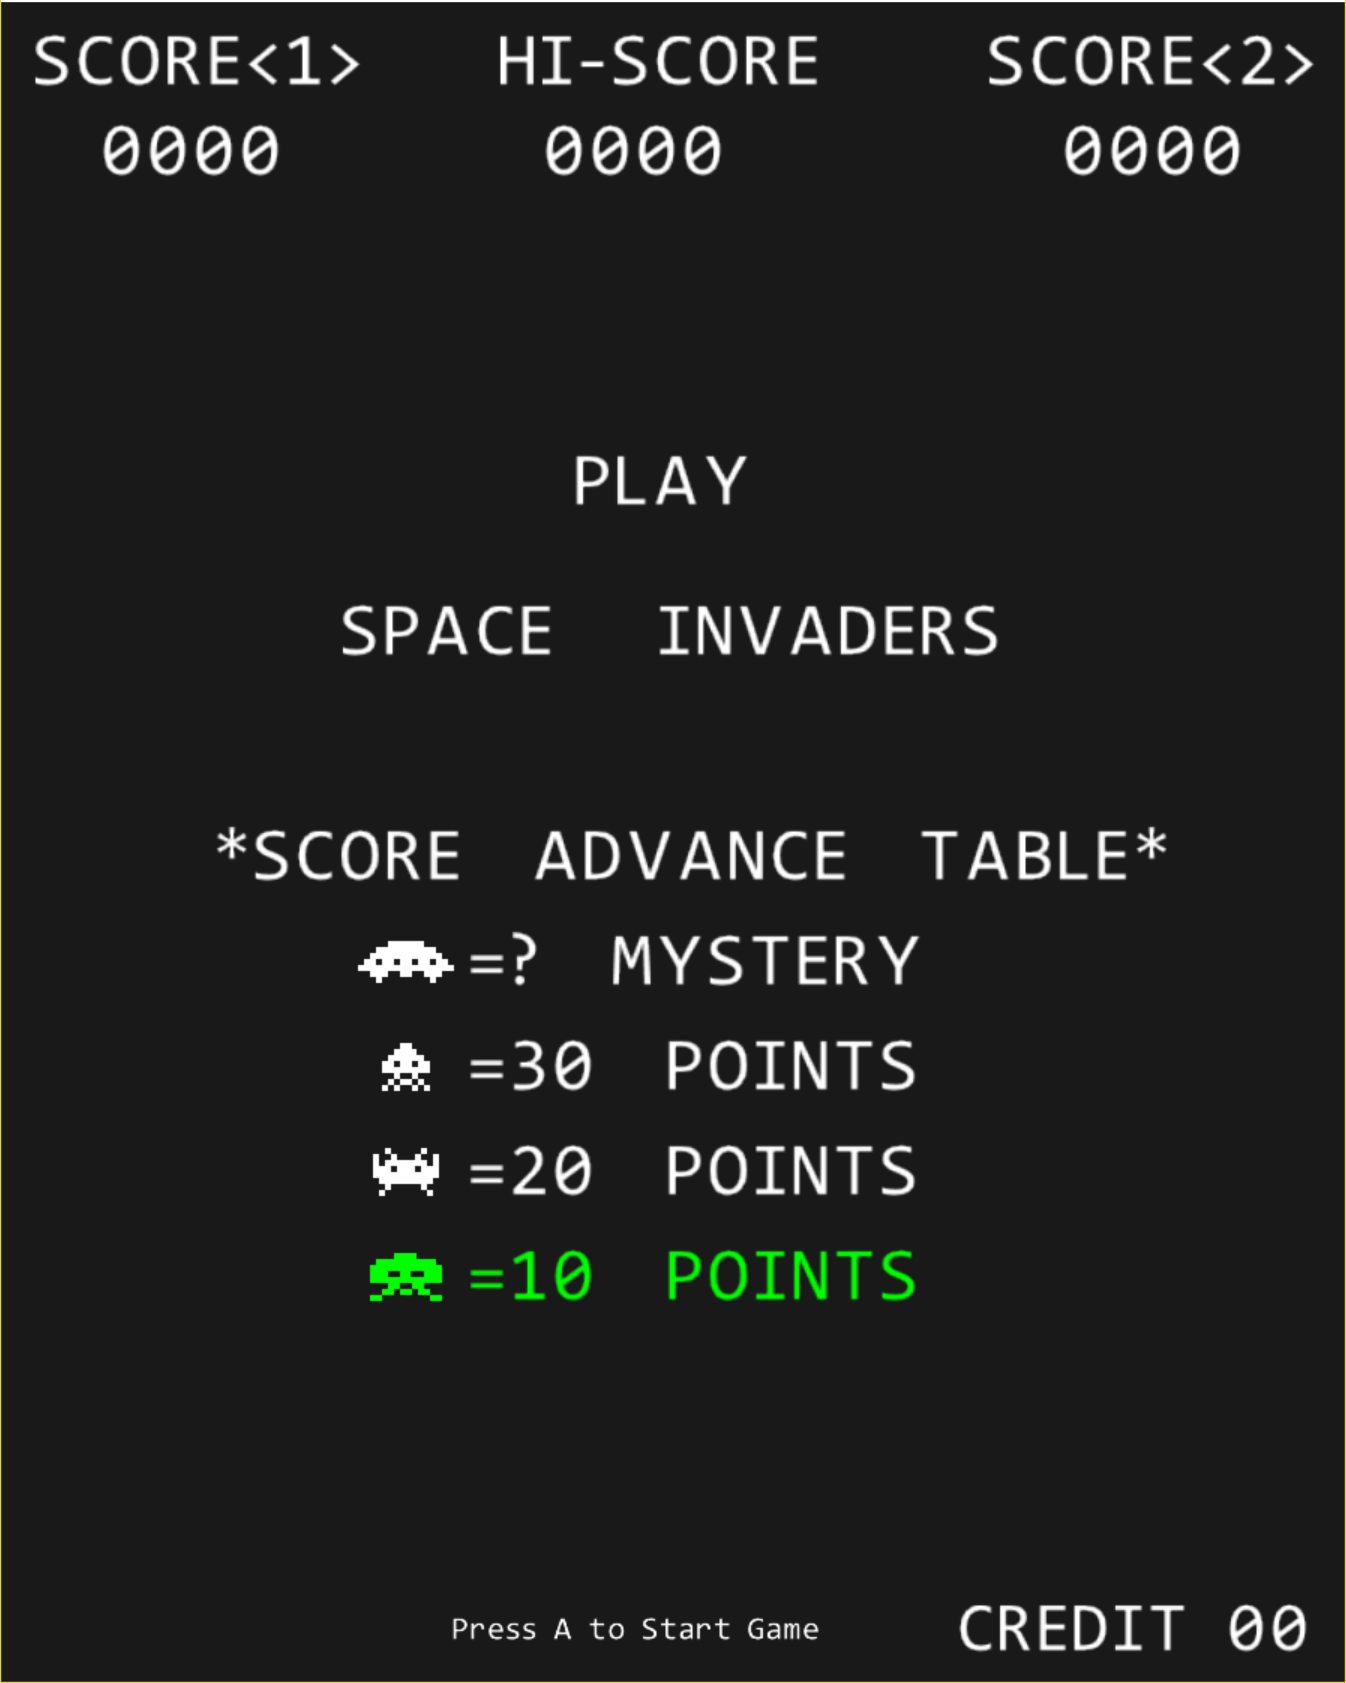 SCORE<1> HI-SCORE SCORE<2>
0000 0000 0000
PLAY
SPACE INVADERS
*SCORE ADVANCE TABLE*
=? MYSTERY
=30 POINTS
=20 POINTS
=10 POINTS
Press A to Start Game CREDIT 00